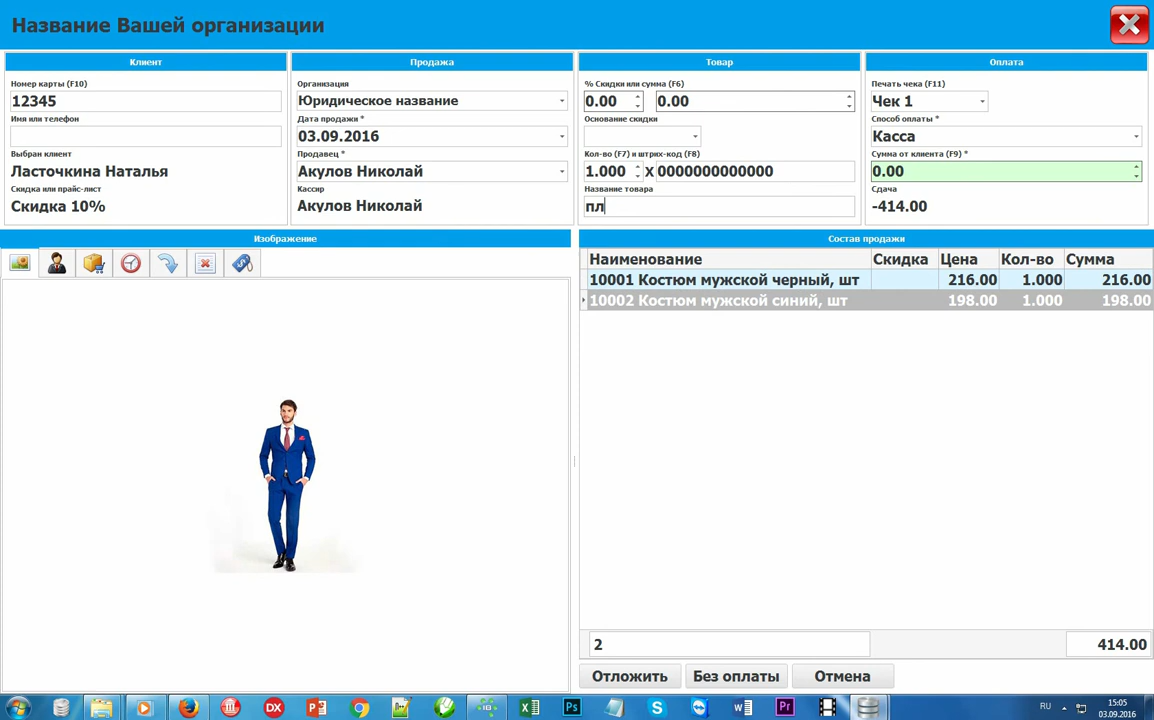 Название Вашей организации
Клиент
Номер карты (F10)
12345
Имя или телефон
Выбран клиент
Ласточкина Наталья
Скидка или прайс-лист
Скидка 10%
Продажа
Организация
Юридическое название
Дата продажи *
03.09.2016
Продавец *
Акулов Николай
Кассир
Акулов Николай
Товар
% Скидки или сумма (F6)
0.00 0.00
Основание скидки
Кол-во (F7) и штрих-код (F8)
1.000 X 0000000000000
Название товара
пл
Оплата
Печать чека (F11)
Чек 1
Способ оплаты *
Касса
Сумма от клиента (F9) *
0.00
Сдача
-414.00
Изображение
Состав продажи
Наименование Скидка Цена Кол-во Сумма
10001 Костюм мужской черный, шт 216.00 1.000 216.00
10002 Костюм мужской синий, шт 198.00 1.000 198.00
2 414.00
Отложить Без оплаты Отмена
RU
15:05
03.09.2016